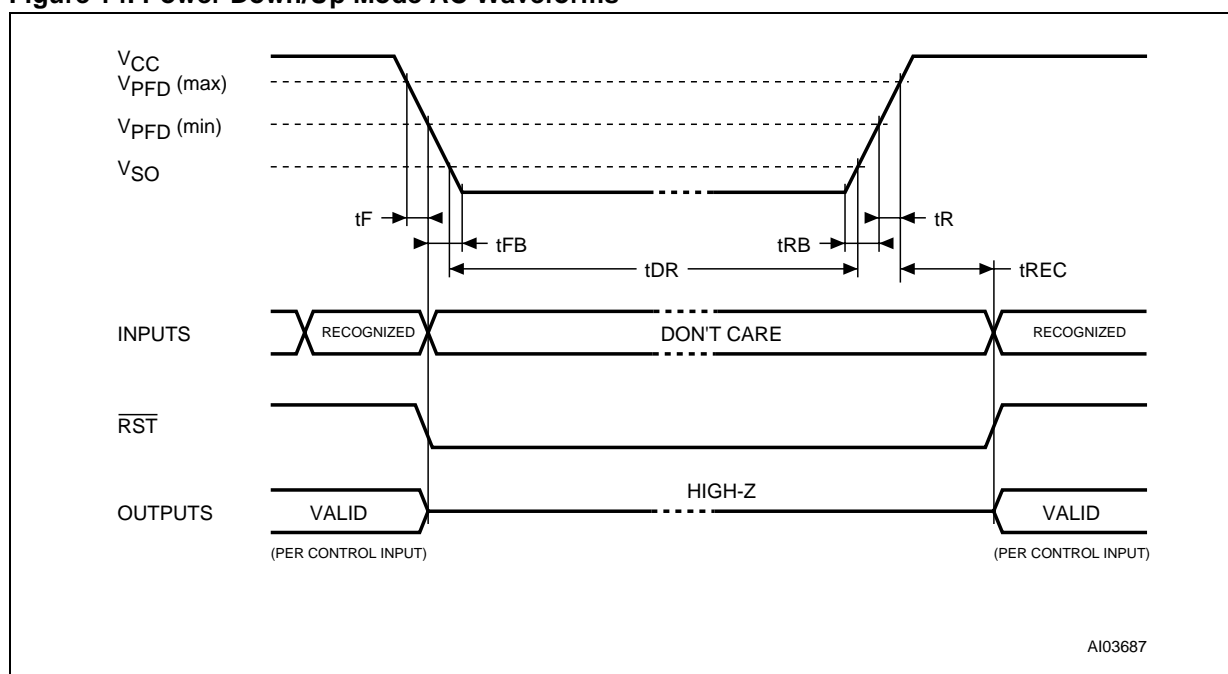 Figure 14. Power Down/Up Mode AC Waveforms
VCC
VPFD (max)
VPFD (min)
VSO
tF
tFB
tDR
tRB
tR
tREC
INPUTS
RECOGNIZED
DON'T CARE
RECOGNIZED
RST
HIGH-Z
OUTPUTS
VALID
VALID
(PER CONTROL INPUT)
(PER CONTROL INPUT)
AI03687